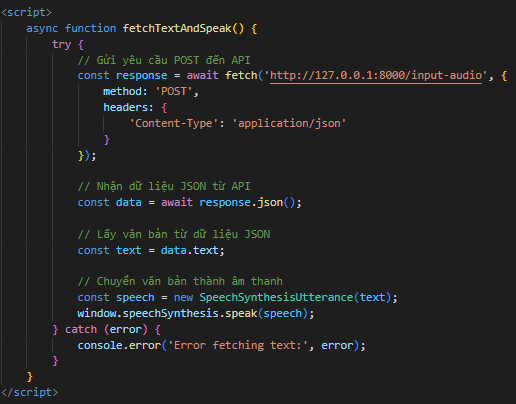 <script>
async function fetchTextAndSpeak() {
try {
// Gửi yêu cầu POST đến API
const response = await fetch('http://127.0.0.1:8000/input-audio', {
method: 'POST',
headers: {
'Content-Type': 'application/json'
}
});
// Nhận dữ liệu JSON từ API
const data = await response.json();
// Lấy văn bản từ dữ liệu JSON
const text = data.text;
// Chuyển văn bản thành âm thanh
const speech = new SpeechSynthesisUtterance(text);
window.speechSynthesis.speak(speech);
} catch (error) {
console.error('Error fetching text:', error);
}
}
</script>